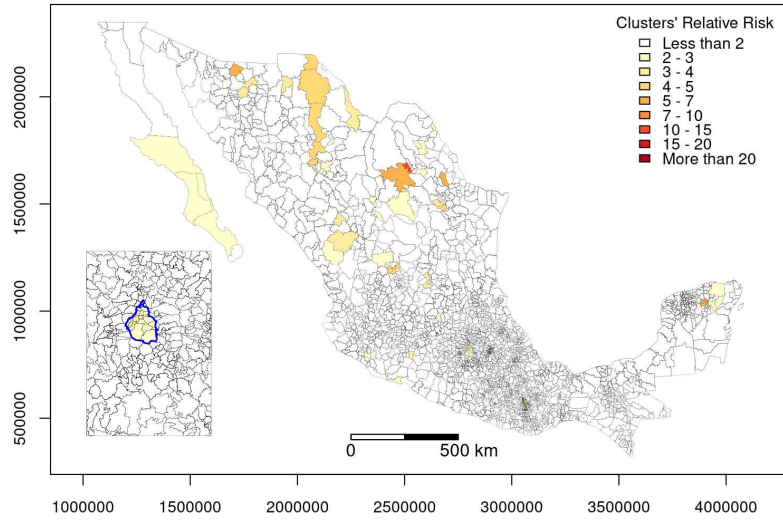 Clusters' Relative Risk
Less than 2
2 - 3
3 - 4
4 - 5
5 - 7
7 - 10
10 - 15
15 - 20
More than 20
2000000
1500000
1000000
500000
0 500 km
1000000 1500000 2000000 2500000 3000000 3500000 4000000